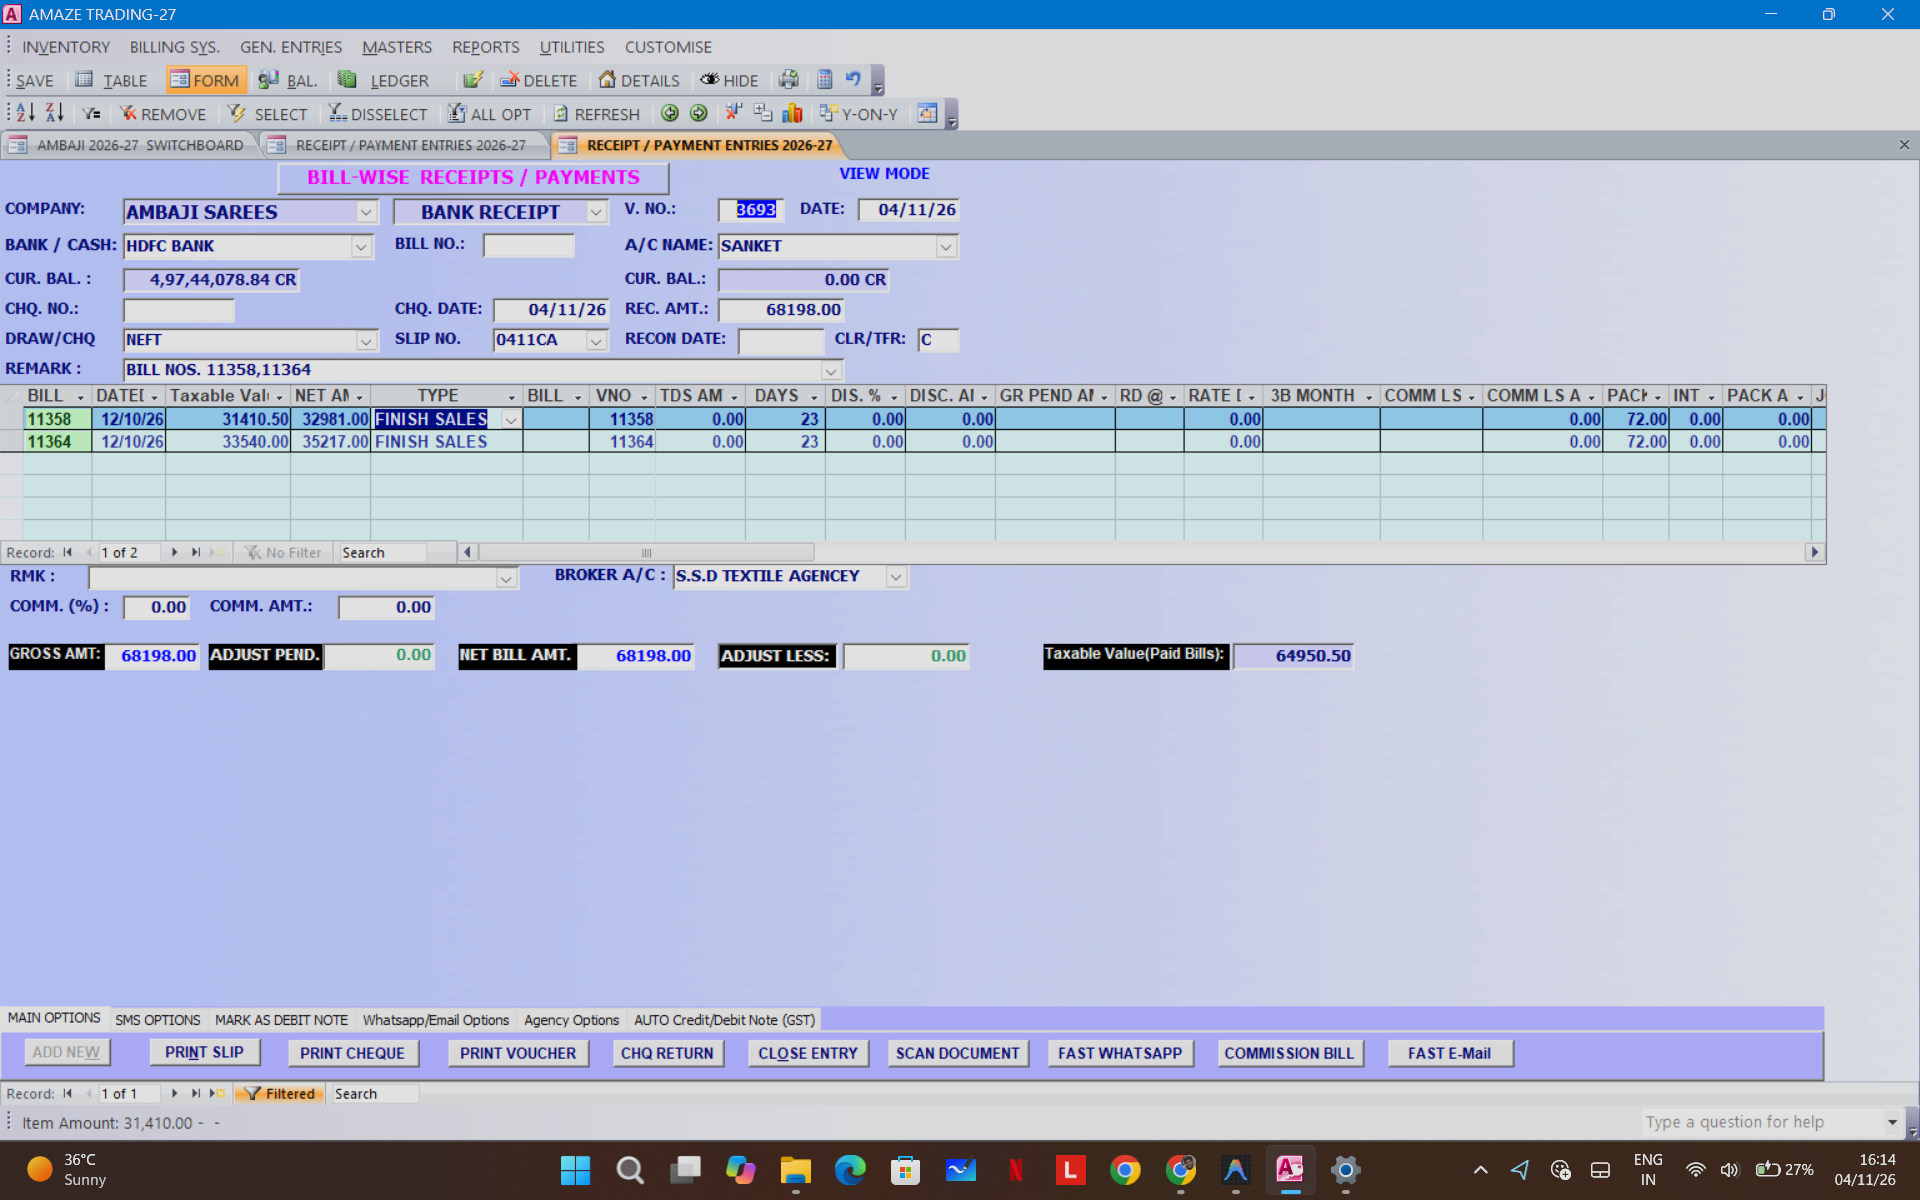 AMAZE TRADING-27
INVENTORY BILLING SYS. GEN. ENTRIES MASTERS REPORTS UTILITIES CUSTOMISE
SAVE TABLE FORM BAL. LEDGER DELETE DETAILS HIDE
REMOVE SELECT DISSELECT ALL OPT REFRESH Y-ON-Y
AMBAJI 2026-27 SWITCHBOARD RECEIPT / PAYMENT ENTRIES 2026-27 RECEIPT / PAYMENT ENTRIES 2026-27
BILL-WISE RECEIPTS / PAYMENTS VIEW MODE
COMPANY: AMBAJI SAREES BANK RECEIPT V. NO.: 3693 DATE: 04/11/26
BANK / CASH: HDFC BANK BILL NO.: A/C NAME: SANKET
CUR. BAL. : 4,97,44,078.84 CR CUR. BAL.: 0.00 CR
CHQ. NO.: CHQ. DATE: 04/11/26 REC. AMT.: 68198.00
DRAW/CHQ NEFT SLIP NO. 0411CA RECON DATE: CLR/TFR: C
REMARK : BILL NOS. 11358,11364
BILL DATED Taxable Valu NET AM TYPE BILL VNO TDS AM DAYS DIS. % DISC. AI GR PEND AM RD @ RATE D 3B MONTH COMM LS COMM LS A PACK INT PACK A J
11358 12/10/26 31410.50 32981.00 FINISH SALES 11358 0.00 23 0.00 0.00 0.00 0.00 72.00 0.00 0.00
11364 12/10/26 33540.00 35217.00 FINISH SALES 11364 0.00 23 0.00 0.00 0.00 0.00 72.00 0.00 0.00
Record: 1 of 2 No Filter Search
RMK : BROKER A/C : S.S.D TEXTILE AGENCEY
COMM. (%) : 0.00 COMM. AMT.: 0.00
GROSS AMT: 68198.00 ADJUST PEND. 0.00 NET BILL AMT. 68198.00 ADJUST LESS: 0.00 Taxable Value(Paid Bills): 64950.50
MAIN OPTIONS SMS OPTIONS MARK AS DEBIT NOTE Whatsapp/Email Options Agency Options AUTO Credit/Debit Note (GST)
ADD NEW PRINT SLIP PRINT CHEQUE PRINT VOUCHER CHQ RETURN CLOSE ENTRY SCAN DOCUMENT FAST WHATSAPP COMMISSION BILL FAST E-Mail
Record: 1 of 1 Filtered Search
Item Amount: 31,410.00 - - Type a question for help
36°C ENG 27% 16:14
Sunny IN 04/11/26